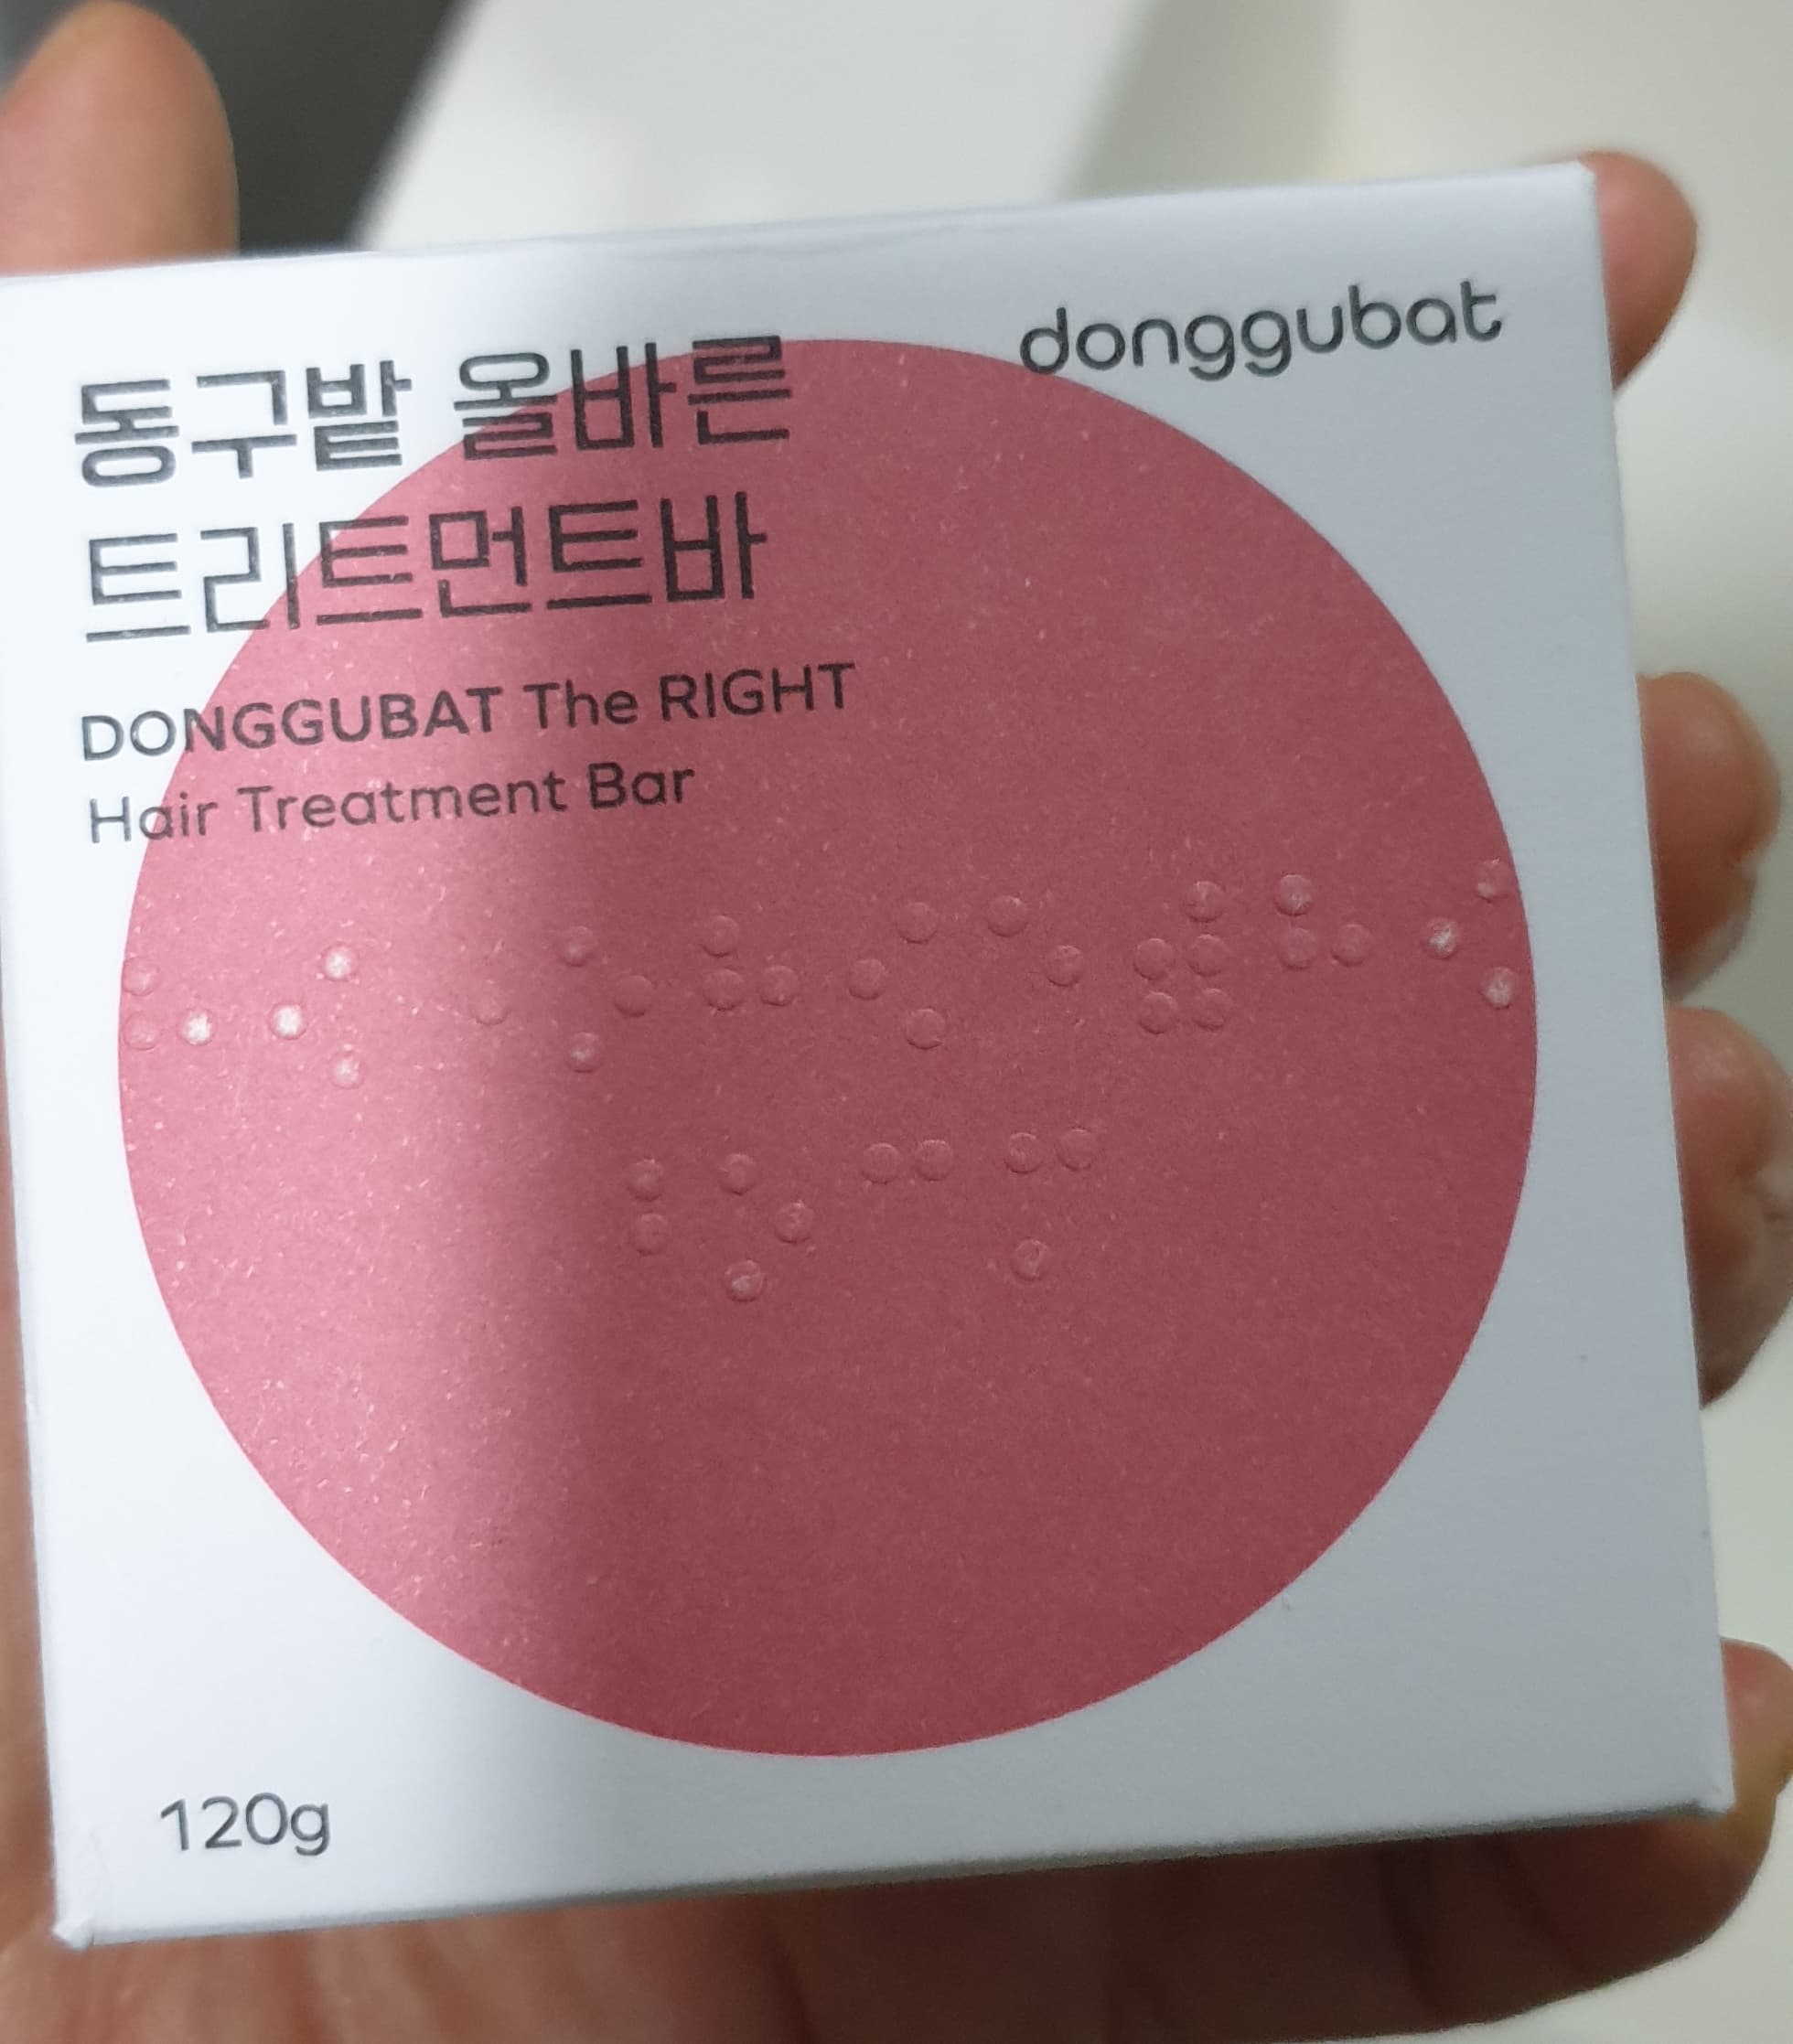 donggubat
동구밭 올바른
트리트먼트바
DONGGUBAT The RIGHT
Hair Treatment Bar
⠓⠪⠐⠕⠓⠪⠑⠾⠓⠪
⠘⠕⠉⠍
120g